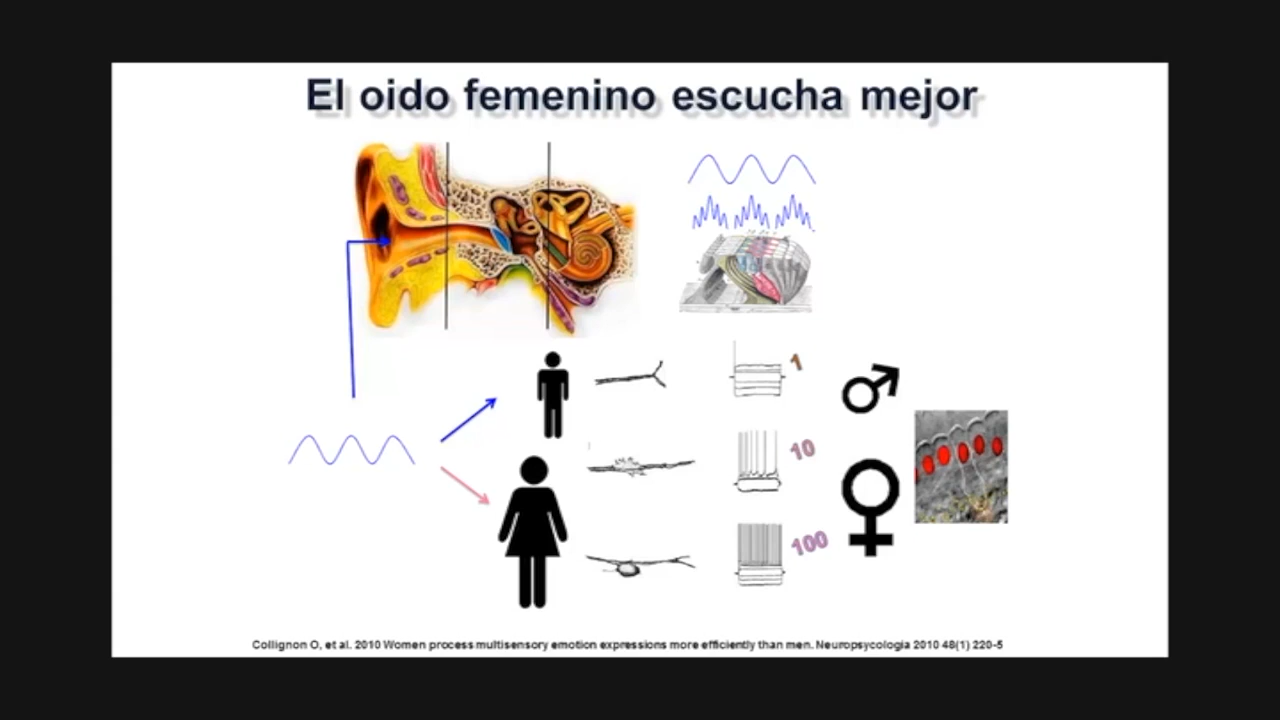 El oido femenino escucha mejor
1
10
100
Collignon O, et al. 2010 Women process multisensory emotion expressions more efficiently than men. Neuropsycologia 2010 48(1) 220-5